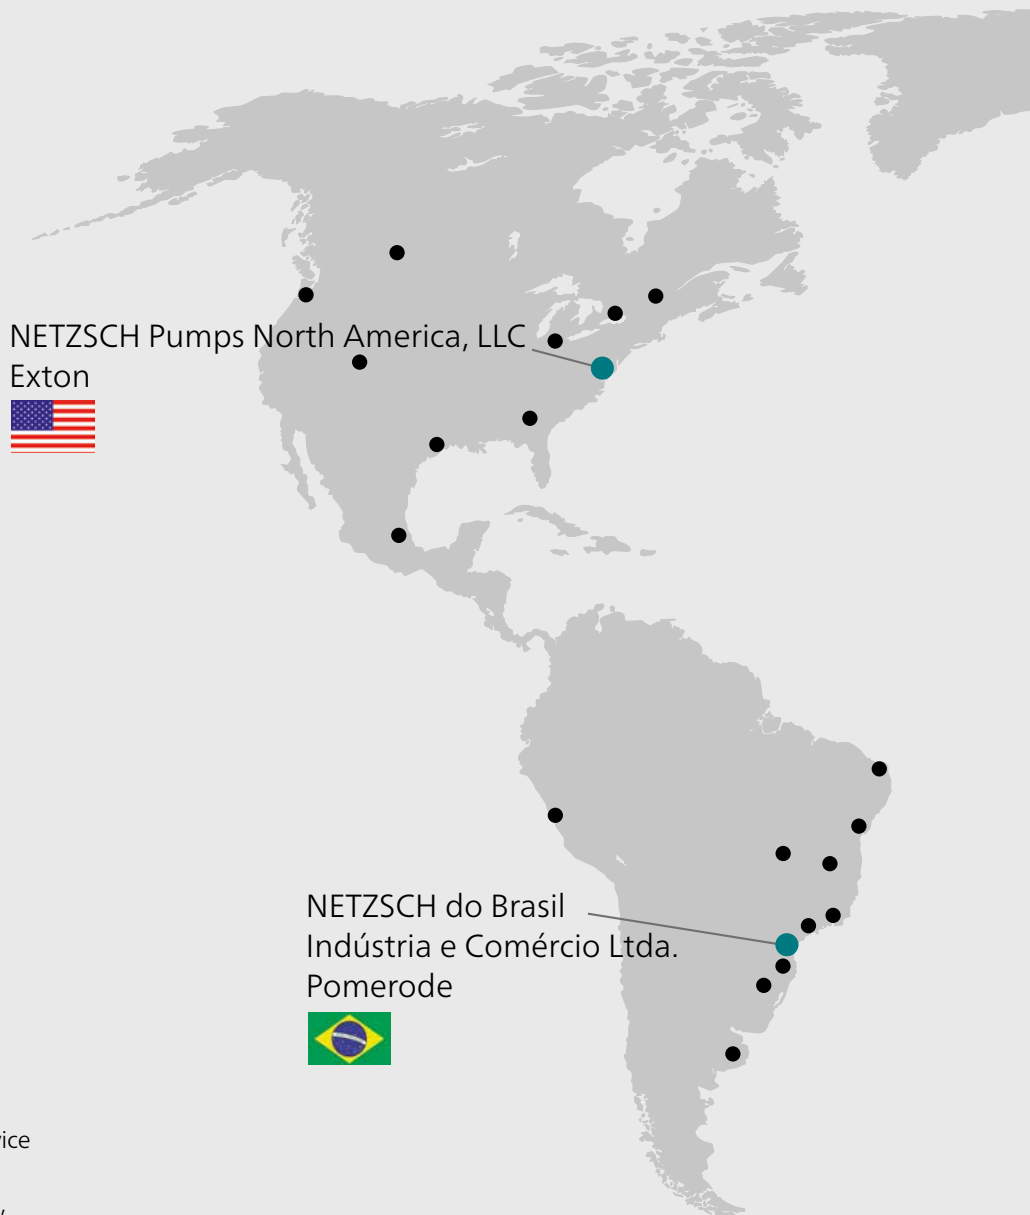 NETZSCH Pumps North America, LLC
Exton
NETZSCH do Brasil
Indústria e Comércio Ltda.
Pomerode